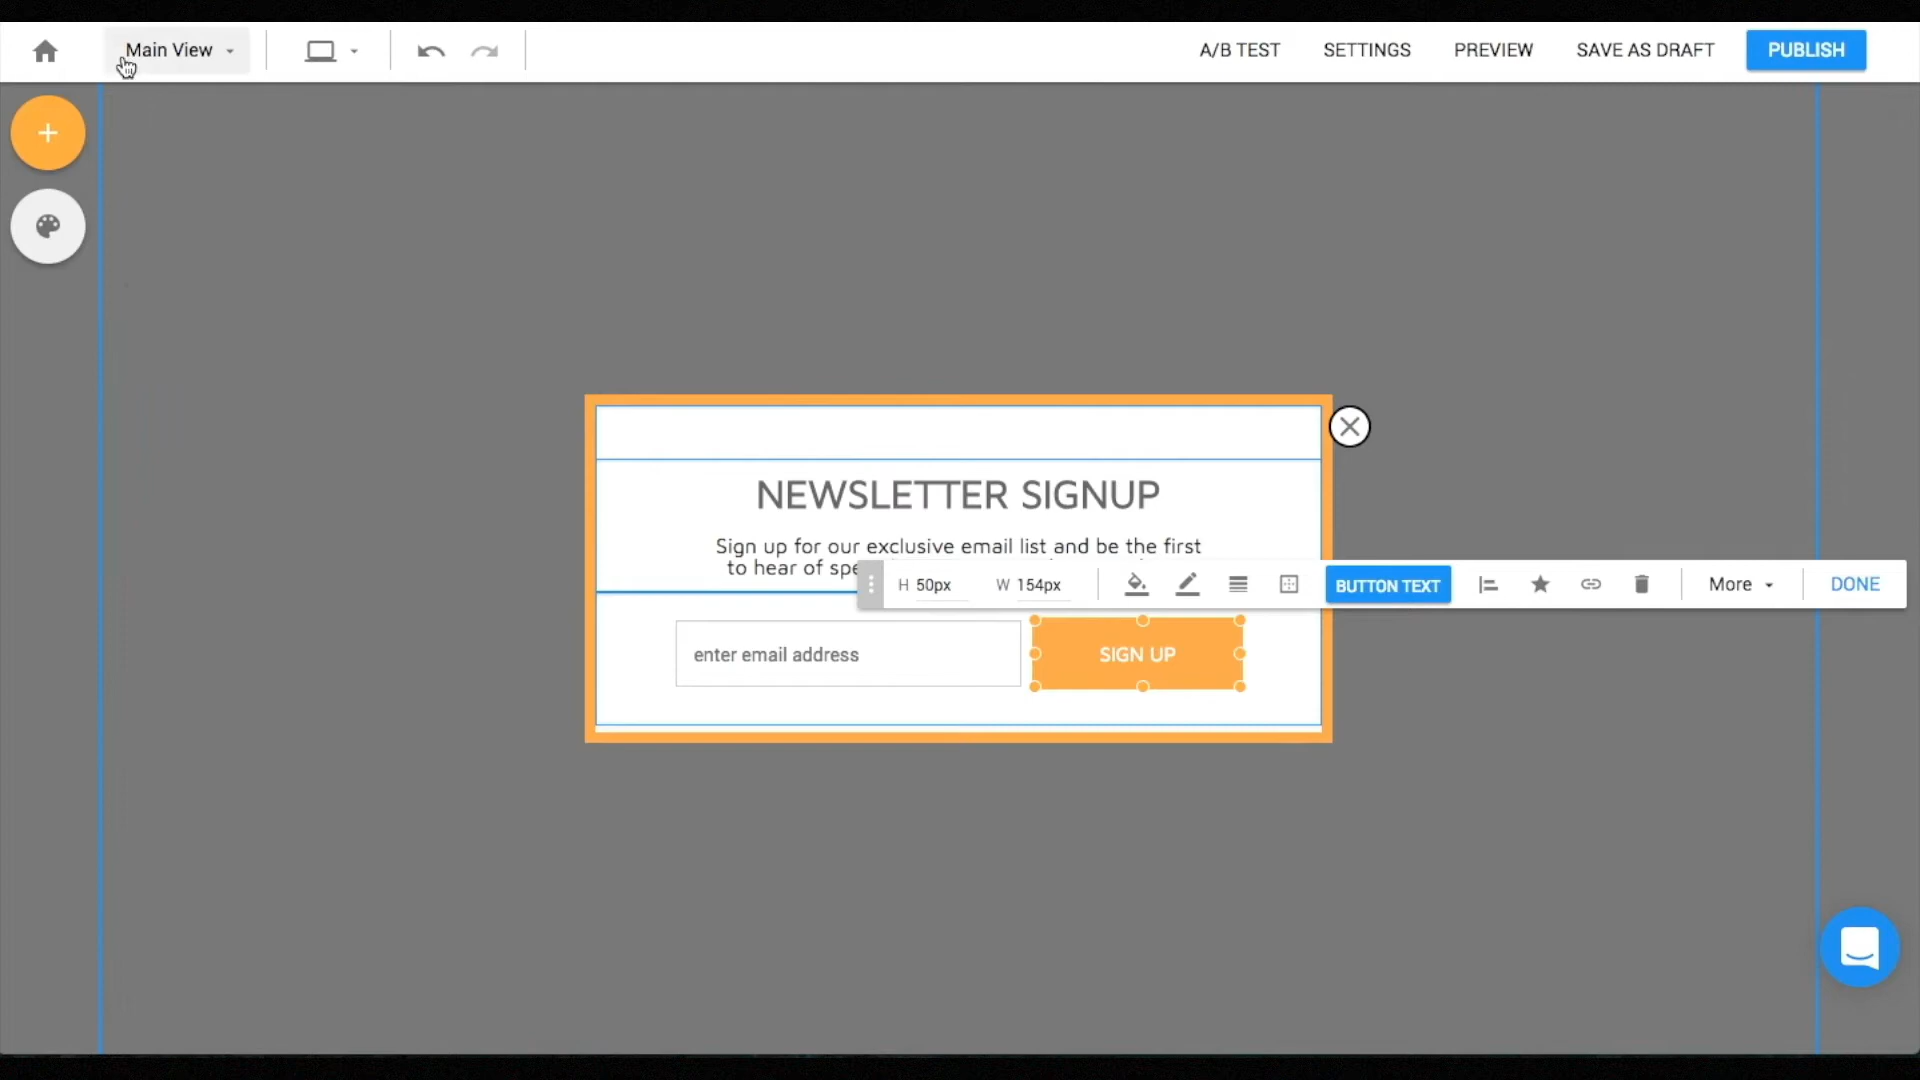 Main View
A/B TEST
SETTINGS
PREVIEW
SAVE AS DRAFT
PUBLISH
NEWSLETTER SIGNUP
Sign up for our exclusive email list and be the first
to hear of
H 50px
W 154px
BUTTON TEXT
More
DONE
enter email address
SIGN UP